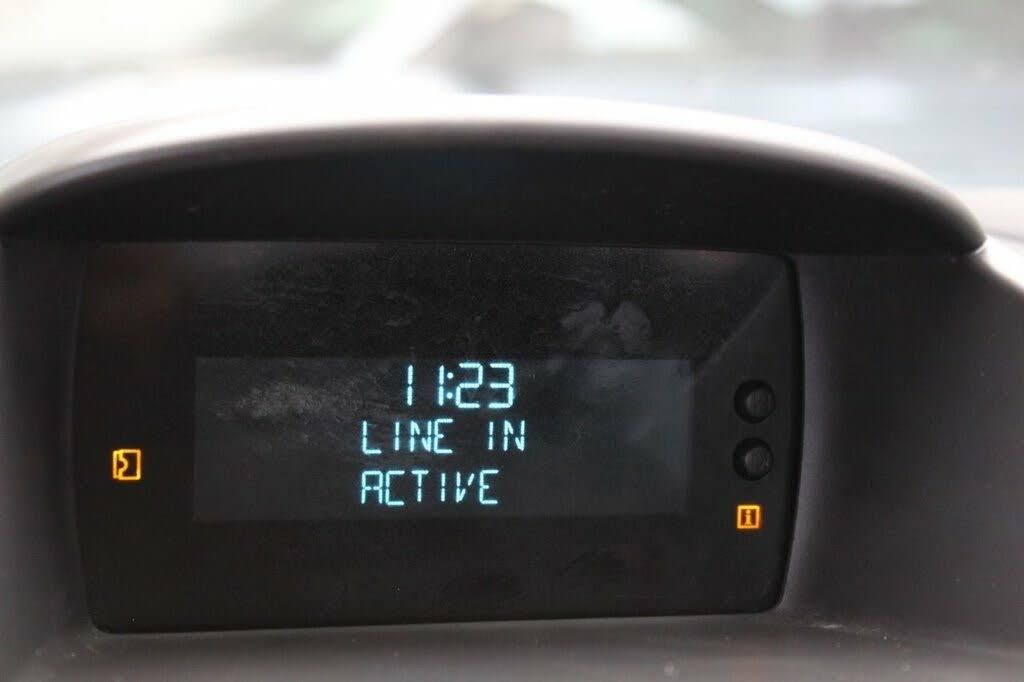 11:23
LINE IN
ACTIVE
i